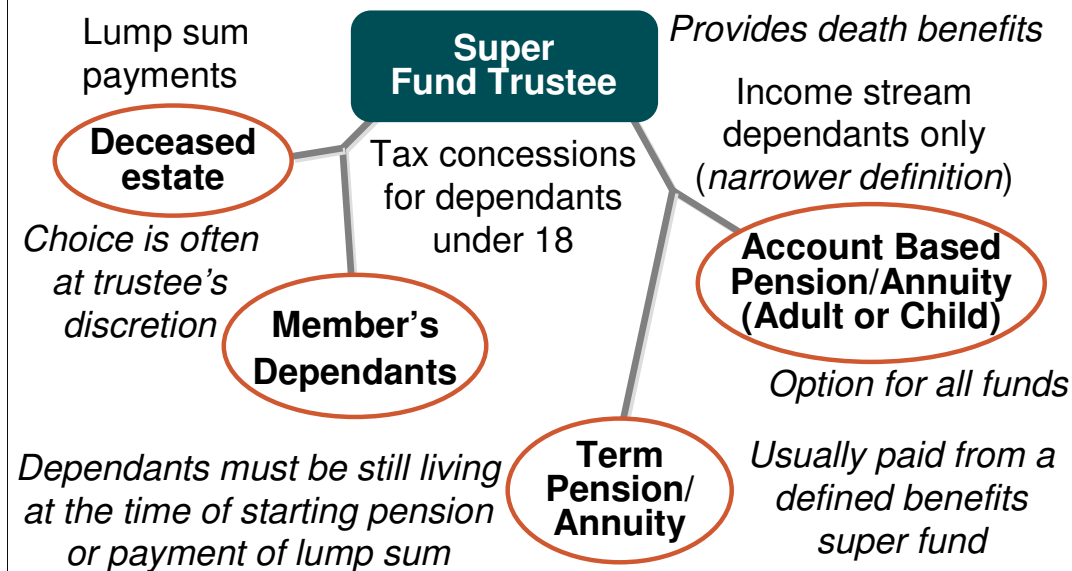 Lump sum
payments
Super
Fund Trustee
Provides death benefits
Income stream
dependants only
(narrower definition)
Deceased
estate
Tax concessions
for dependants
under 18
Choice is often
at trustee's
discretion
Member's
Dependants
Account Based
Pension/Annuity
(Adult or Child)
Option for all funds
Dependants must be still living
at the time of starting pension
or payment of lump sum
Term
Pension/
Annuity
Usually paid from a
defined benefits
super fund